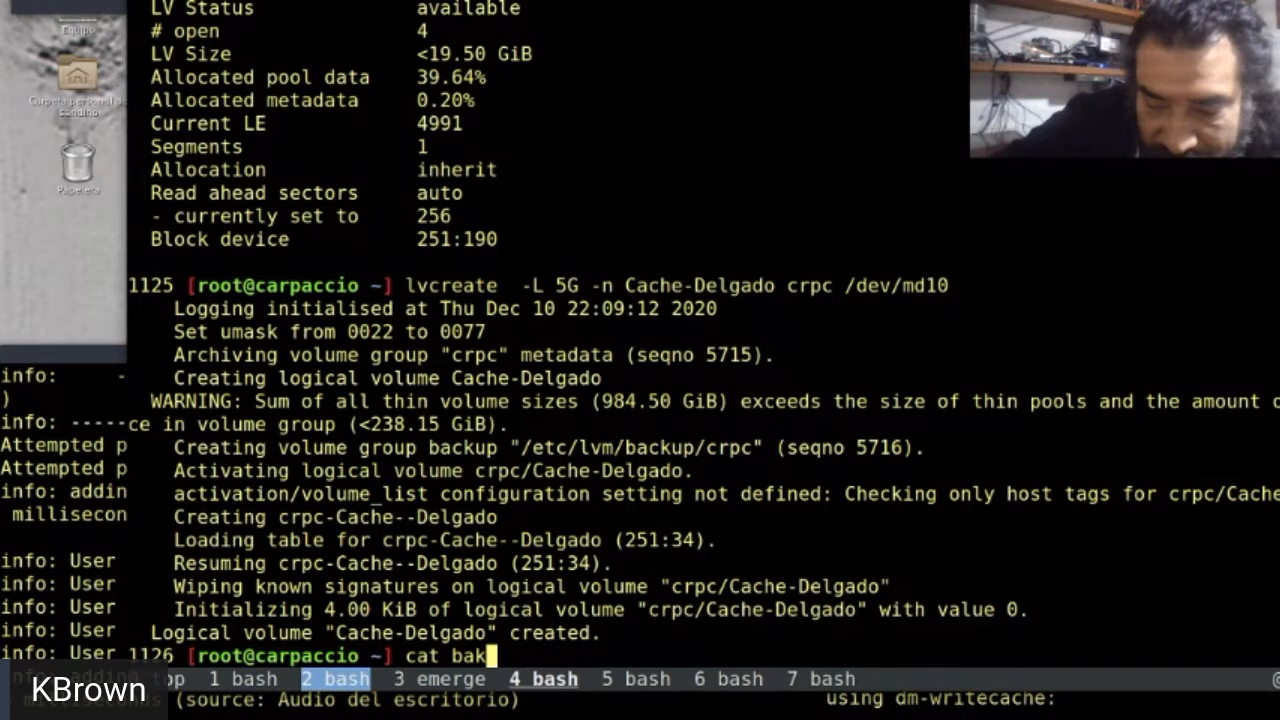 Equipo
Carpeta personal de
sandino
Papelera
LV Status available
# open 4
LV Size <19.50 GiB
Allocated pool data 39.64%
Allocated metadata 0.20%
Current LE 4991
Segments 1
Allocation inherit
Read ahead sectors auto
- currently set to 256
Block device 251:190
1125 [root@carpaccio ~] lvcreate  -L 5G -n Cache-Delgado crpc /dev/md10
Logging initialised at Thu Dec 10 22:09:12 2020
Set umask from 0022 to 0077
Archiving volume group "crpc" metadata (seqno 5715).
Creating logical volume Cache-Delgado
WARNING: Sum of all thin volume sizes (984.50 GiB) exceeds the size of thin pools and the amount
ce in volume group (<238.15 GiB).
Creating volume group backup "/etc/lvm/backup/crpc" (seqno 5716).
Activating logical volume crpc/Cache-Delgado.
activation/volume_list configuration setting not defined: Checking only host tags for crpc/Cache
Creating crpc-Cache--Delgado
Loading table for crpc-Cache--Delgado (251:34).
Resuming crpc-Cache--Delgado (251:34).
Wiping known signatures on logical volume "crpc/Cache-Delgado"
Initializing 4.00 KiB of logical volume "crpc/Cache-Delgado" with value 0.
Logical volume "Cache-Delgado" created.
1126 [root@carpaccio ~] cat bak
info: -
)
info: -----
Attempted p
Attempted p
info: addin
millisecon
info: User
info: User
info: User
info: User
info: User
op 1 bash 2 bash 3 emerge 4 bash 5 bash 6 bash 7 bash
KBrown
(source: Audio del escritorio)
using dm-writecache: